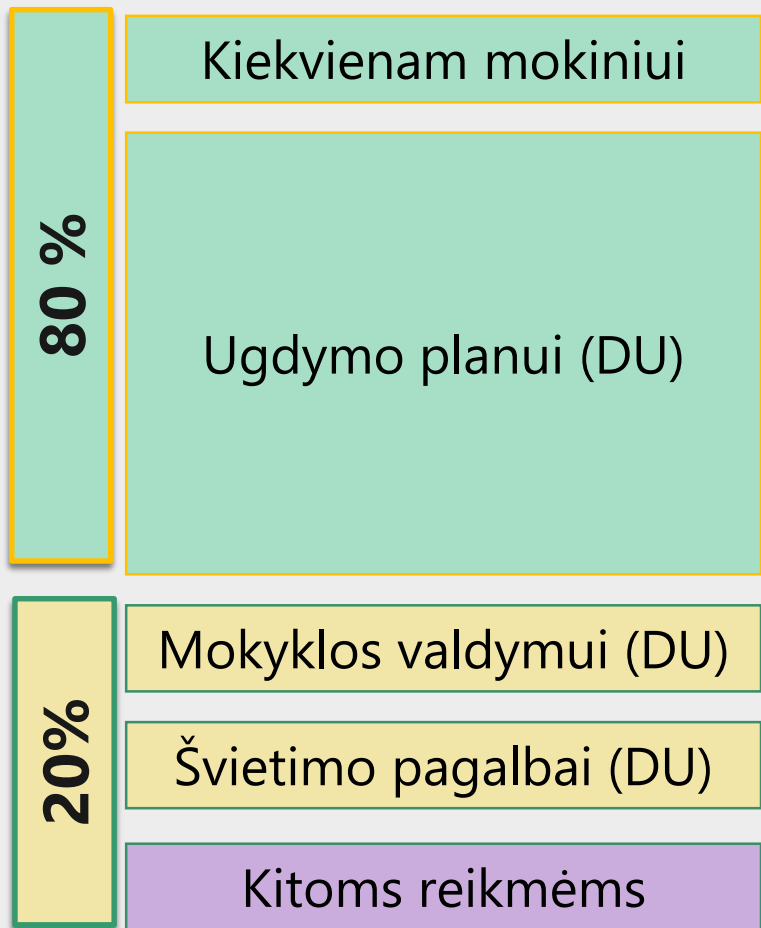 80 %
Kiekvienam mokiniui
Ugdymo planui (DU)
20%
Mokyklos valdymui (DU)
Švietimo pagalbai (DU)
Kitoms reikmėms